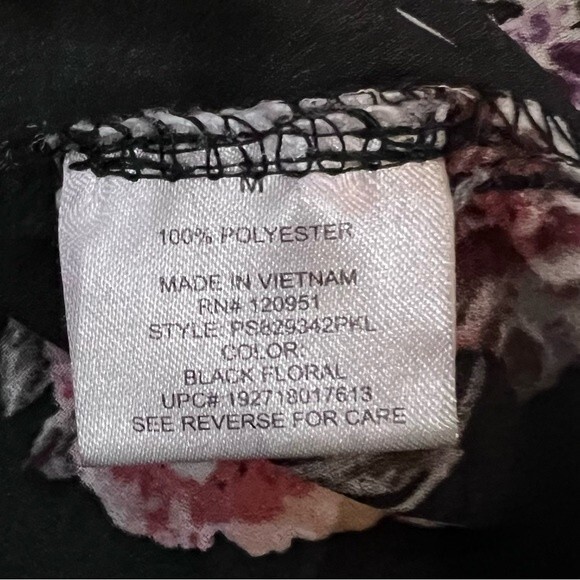 M
100% POLYESTER
MADE IN VIETNAM
RN# 120951
STYLE: PS829342PKL
COLOR:
BLACK FLORAL
UPC# 192718017613
SEE REVERSE FOR CARE